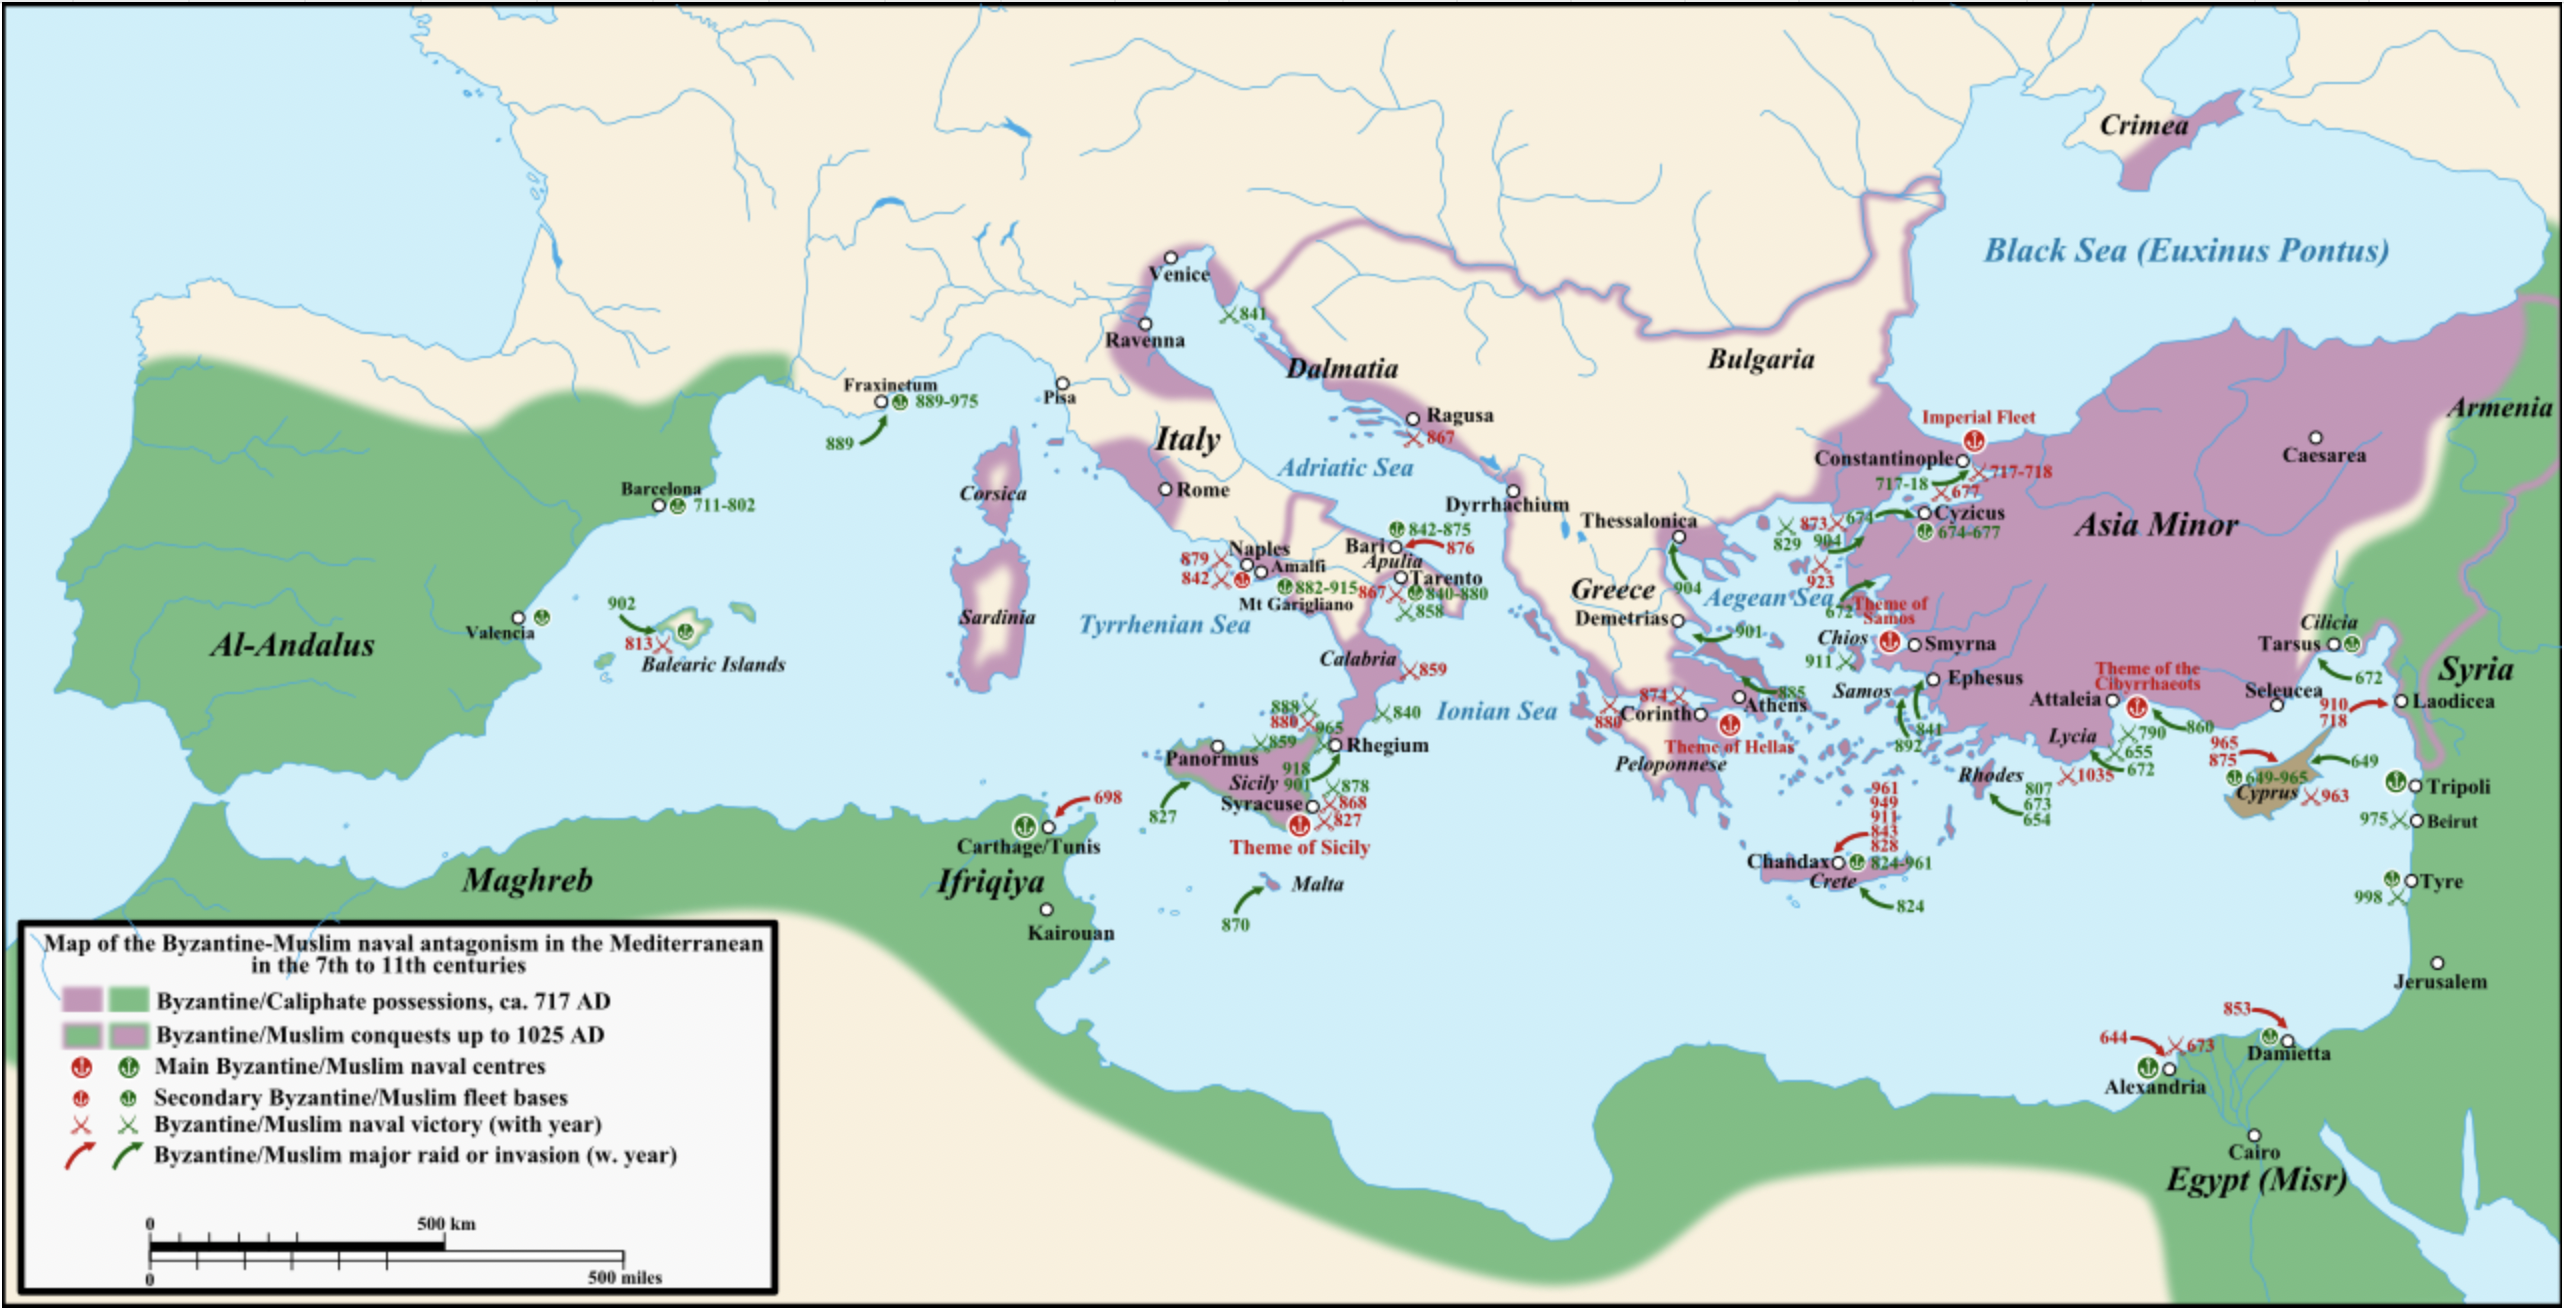 Crimea
Black Sea (Euxinus Pontus)
Venice
841
Ravenna
Dalmatia
Bulgaria
Fraxinetum
889-975
889
Pisa
Italy
Ragusa
867
Armenia
Imperial Fleet
Caesarea
Constantinople
717-718
717-18
677
Adriatic Sea
Corsica
Rome
Barcelona
711-802
Dyrrhachium
Cyzicus
674-677
Asia Minor
Thessalonica
829
873
674
904
904
923
842-875
Bari
876
Apulia
Naples
879
842
Amalfi
882-915
Mt Garigliano
Tarento
867
840-880
858
Greece
Aegean Sea
672
Theme of
Samos
Demetrias
901
Chios
Smyrna
911
Cilicia
Tarsus
672
Al-Andalus
Valencia
902
813
Balearic Islands
Sardinia
Tyrrhenian Sea
Calabria
859
Syria
Theme of the
Cibyrrhaeots
Samos
Ephesus
Attaleia
Seleucea
910
718
Laodicea
888
880
965
840
Ionian Sea
874
880
Corinth
885
Athens
Theme of Hellas
841
892
860
790
Lycia
655
672
965
875
649
859
Panormus
Rhegium
Peloponnese
918
901
Sicily
878
Syracuse
868
827
827
Theme of Sicily
Rhodes
1035
807
673
654
649-965
Cyprus
963
Tripoli
975
Beirut
698
Carthage/Tunis
961
949
911
843
828
Chandax
824-961
Crete
824
Maghreb
Ifriqiya
Malta
870
Tyre
998
Kairouan
Jerusalem
853
644
673
Damietta
Alexandria
Cairo
Egypt (Misr)
Map of the Byzantine-Muslim naval antagonism in the Mediterranean
in the 7th to 11th centuries
Byzantine/Caliphate possessions, ca. 717 AD
Byzantine/Muslim conquests up to 1025 AD
Main Byzantine/Muslim naval centres
Secondary Byzantine/Muslim fleet bases
Byzantine/Muslim naval victory (with year)
Byzantine/Muslim major raid or invasion (w. year)
0 500 km
0 500 miles